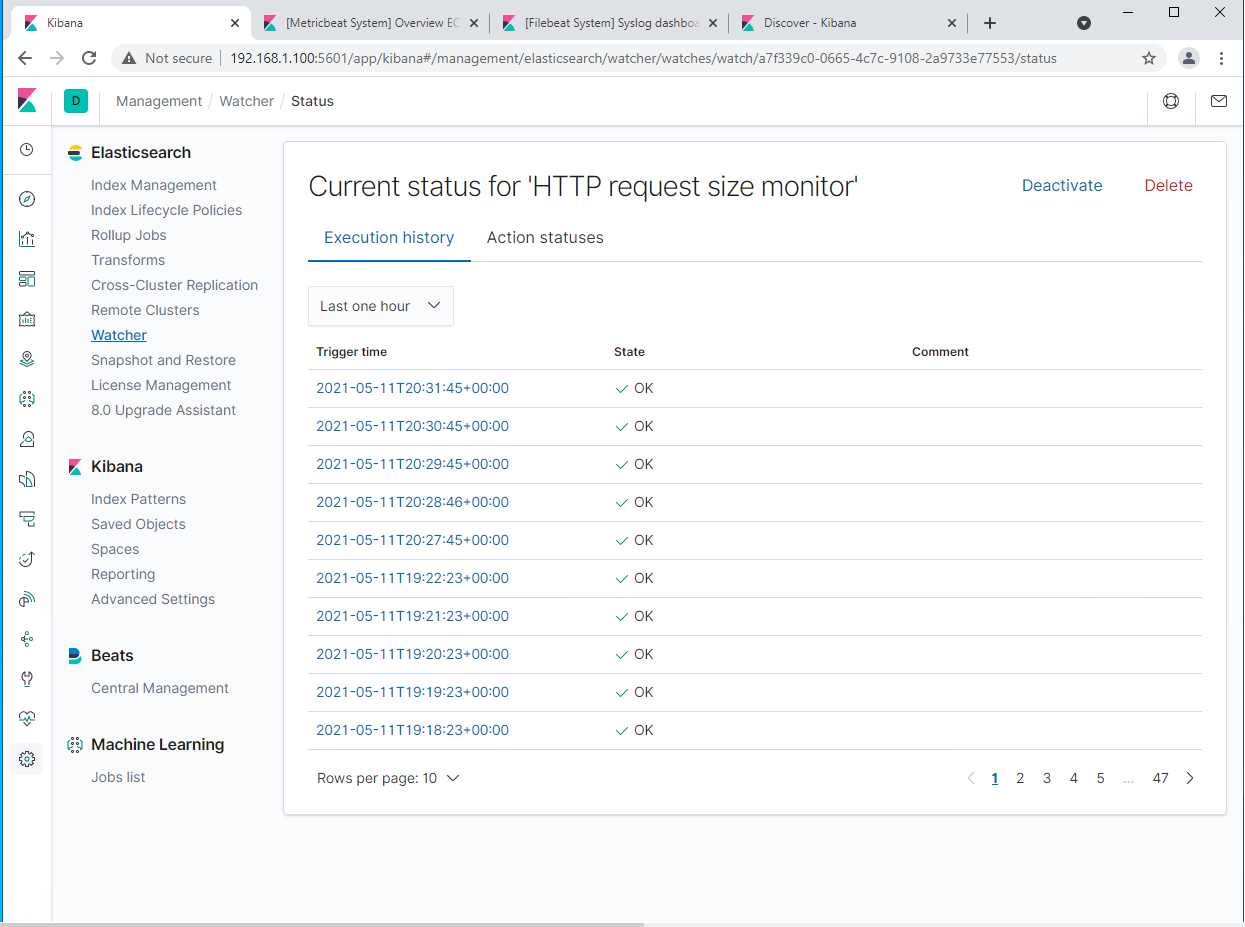 Kibana
[Metricbeat System] Overview EC
[Filebeat System] Syslog dashboa
Discover - Kibana
Not secure
192.168.1.100:5601/app/kibana#/management/elasticsearch/watcher/watches/watch/a7f339c0-0665-4c7c-9108-2a9733e77553/status
D
Management / Watcher / Status
Elasticsearch
Index Management
Index Lifecycle Policies
Rollup Jobs
Transforms
Cross-Cluster Replication
Remote Clusters
Watcher
Snapshot and Restore
License Management
8.0 Upgrade Assistant
Kibana
Index Patterns
Saved Objects
Spaces
Reporting
Advanced Settings
Beats
Central Management
Machine Learning
Jobs list
Current status for 'HTTP request size monitor'
Deactivate
Delete
Execution history
Action statuses
Last one hour
Trigger time State Comment
2021-05-11T20:31:45+00:00 OK
2021-05-11T20:30:45+00:00 OK
2021-05-11T20:29:45+00:00 OK
2021-05-11T20:28:46+00:00 OK
2021-05-11T20:27:45+00:00 OK
2021-05-11T19:22:23+00:00 OK
2021-05-11T19:21:23+00:00 OK
2021-05-11T19:20:23+00:00 OK
2021-05-11T19:19:23+00:00 OK
2021-05-11T19:18:23+00:00 OK
Rows per page: 10
1 2 3 4 5 ... 47